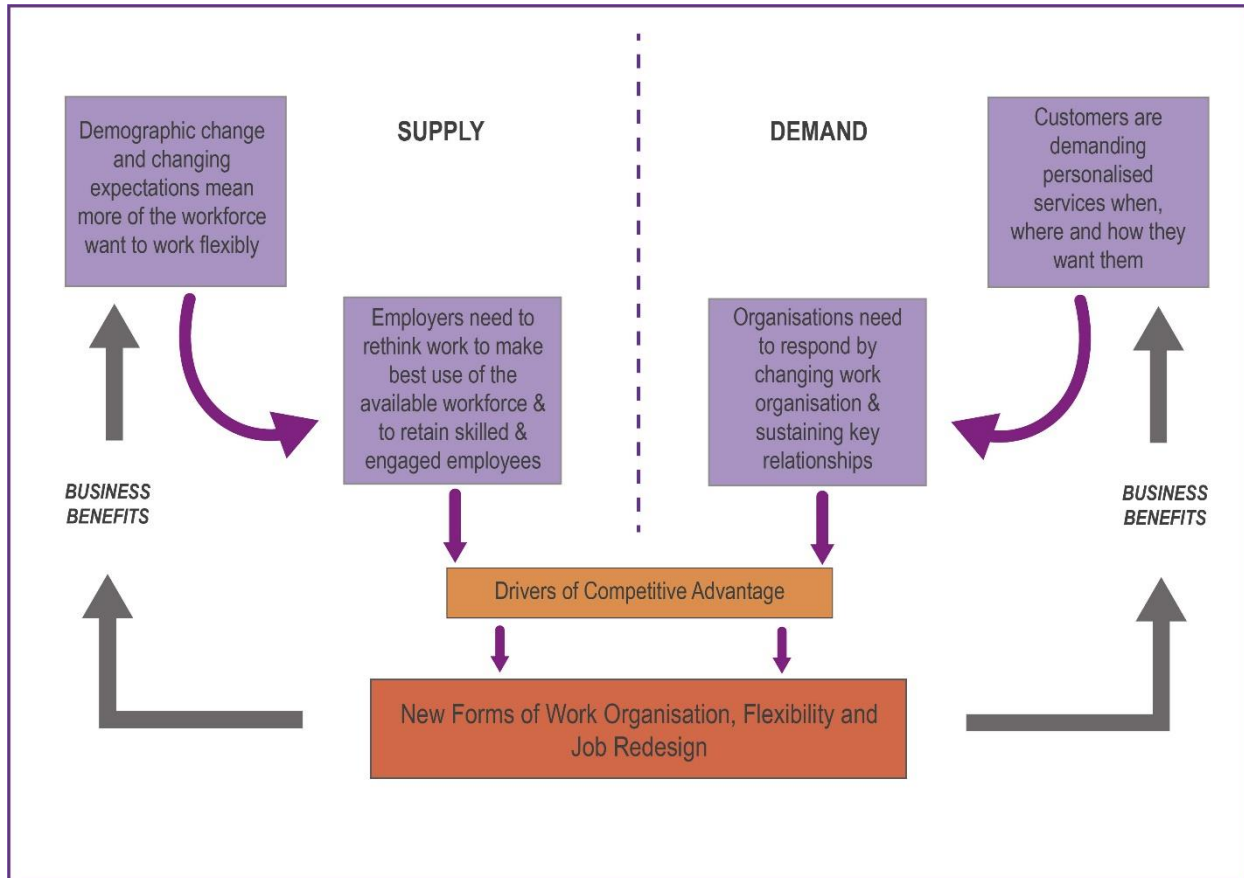 SUPPLY
DEMAND
Demographic change
and changing
expectations mean
more of the workforce
want to work flexibly
Customers are
demanding
personalised
services when,
where and how they
want them
Employers need to
rethink work to make
best use of the
available workforce &
to retain skilled &
engaged employees
Organisations need
to respond by
changing work
organisation &
sustaining key
relationships
BUSINESS
BENEFITS
BUSINESS
BENEFITS
Drivers of Competitive Advantage
New Forms of Work Organisation, Flexibility and
Job Redesign